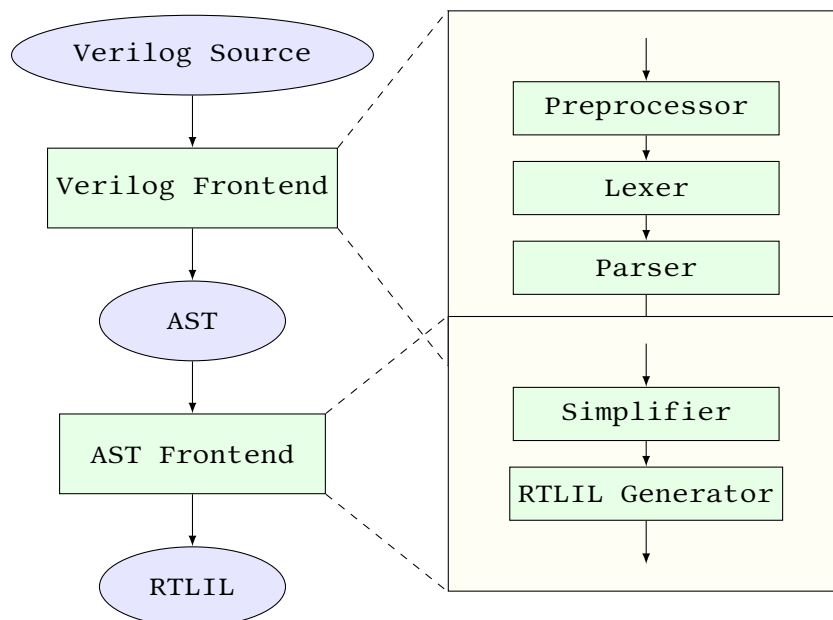 Verilog Source
Verilog Frontend
AST
AST Frontend
RTLIL
Preprocessor
Lexer
Parser
Simplifier
RTLIL Generator